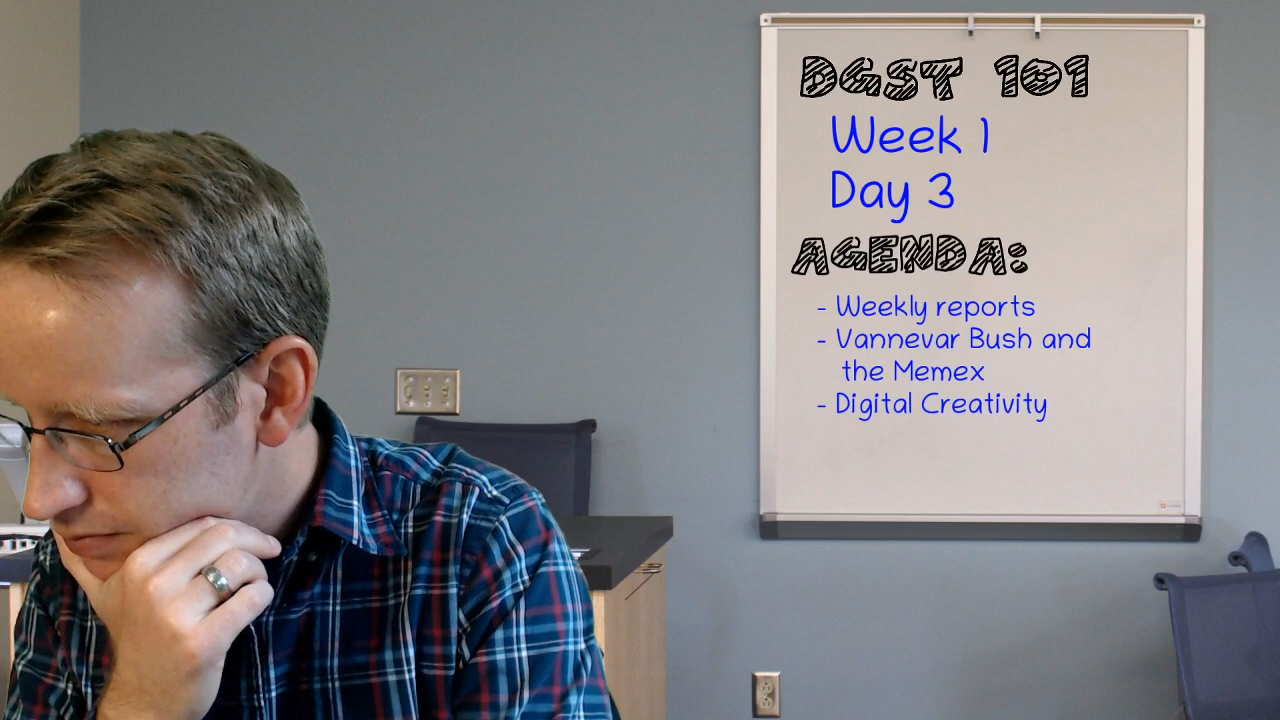 DGST 101
Week 1
Day 3
AGENDA:
- Weekly reports
- Vannevar Bush and
the Memex
- Digital Creativity